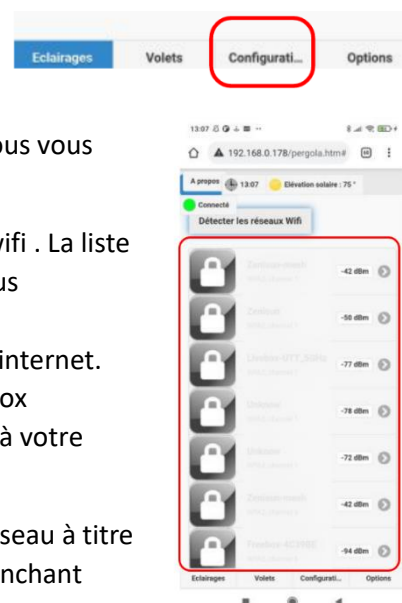 Eclairages Volets Configurati... Options
ous vous
vifi . La liste
us
internet.
ox
à votre
seau à titre
nchant
13:07
192.168.0.178/pergola.htm#
A propos 13:07 Elévation solaire : 75 °
Connecté
Détecter les réseaux Wifi
-42 dBm
-50 dBm
-77 dBm
-78 dBm
-72 dBm
-42 dBm
-94 dBm
Eclairages Volets Configurati... Options